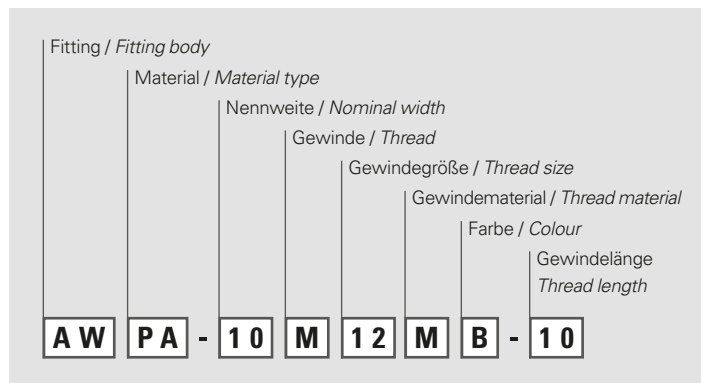 Fitting / Fitting body
Material / Material type
Nennweite / Nominal width
Gewinde / Thread
Gewindegröße / Thread size
Gewindematerial / Thread material
Farbe / Colour
Gewindelänge
Thread length
AW PA - 10 M 12 M B - 10